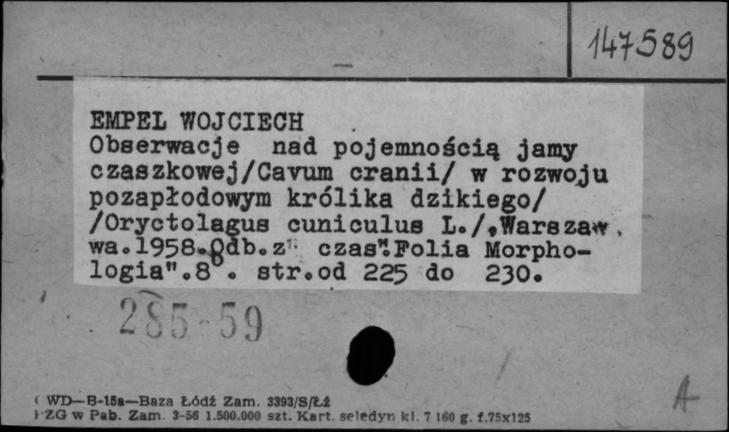 147589
EMPEL WOJCIECH
Obserwacje nad pojemnością jamy
czaszkowej/Cavum cranii/ w rozwoju
pozapłodowym królika dzikiego/
/Oryctolagus cuniculus L./,Warszaw
wa.1958.Odb.z" czas".Folia Morpho-
logia".8°. str.od 225 do 230.
285-59
WD—B-15a—Baza Łódź Zam. 3393/S/ŁŹ
PZG w Pab. Zam. 3-56 1.500.000 szt. Kart. seledyn kl. 7 160 g. f.75x125
A